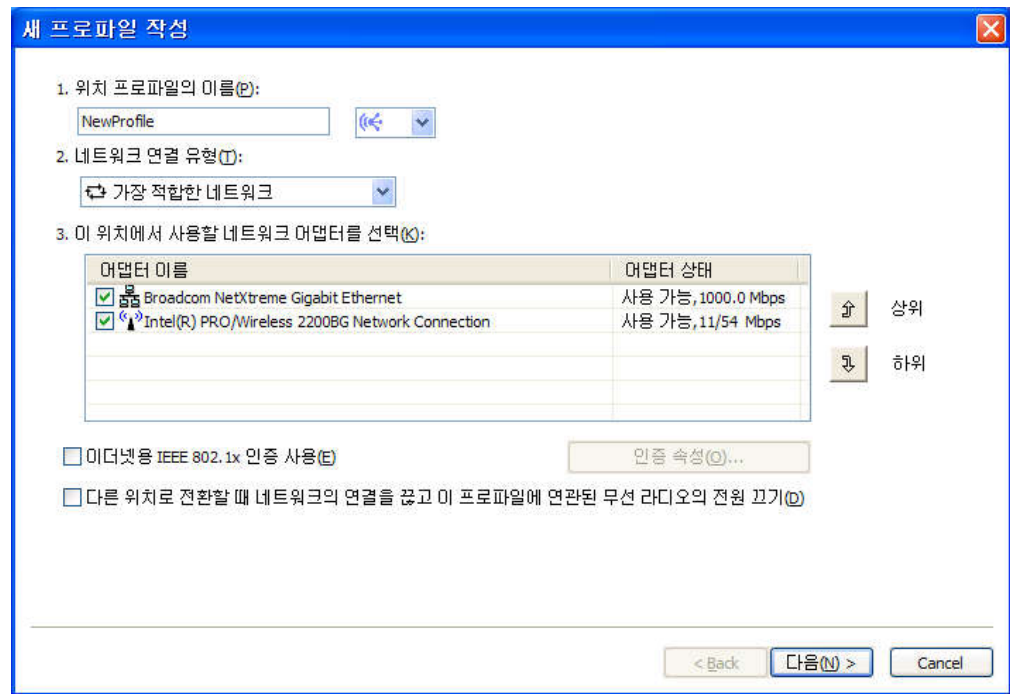 새 프로파일 작성
1. 위치 프로파일의 이름(P):
NewProfile
2. 네트워크 연결 유형(T):
가장 적합한 네트워크
3. 이 위치에서 사용할 네트워크 어댑터를 선택(K):
어댑터 이름 어댑터 상태
Broadcom NetXtreme Gigabit Ethernet 사용 가능,1000.0 Mbps
Intel(R) PRO/Wireless 2200BG Network Connection 사용 가능,11/54 Mbps
상위
하위
이더넷용 IEEE 802.1x 인증 사용(E) 인증 속성(O)...
다른 위치로 전환할 때 네트워크의 연결을 끊고 이 프로파일에 연관된 무선 라디오의 전원 끄기(D)
< Back 다음(N) > Cancel